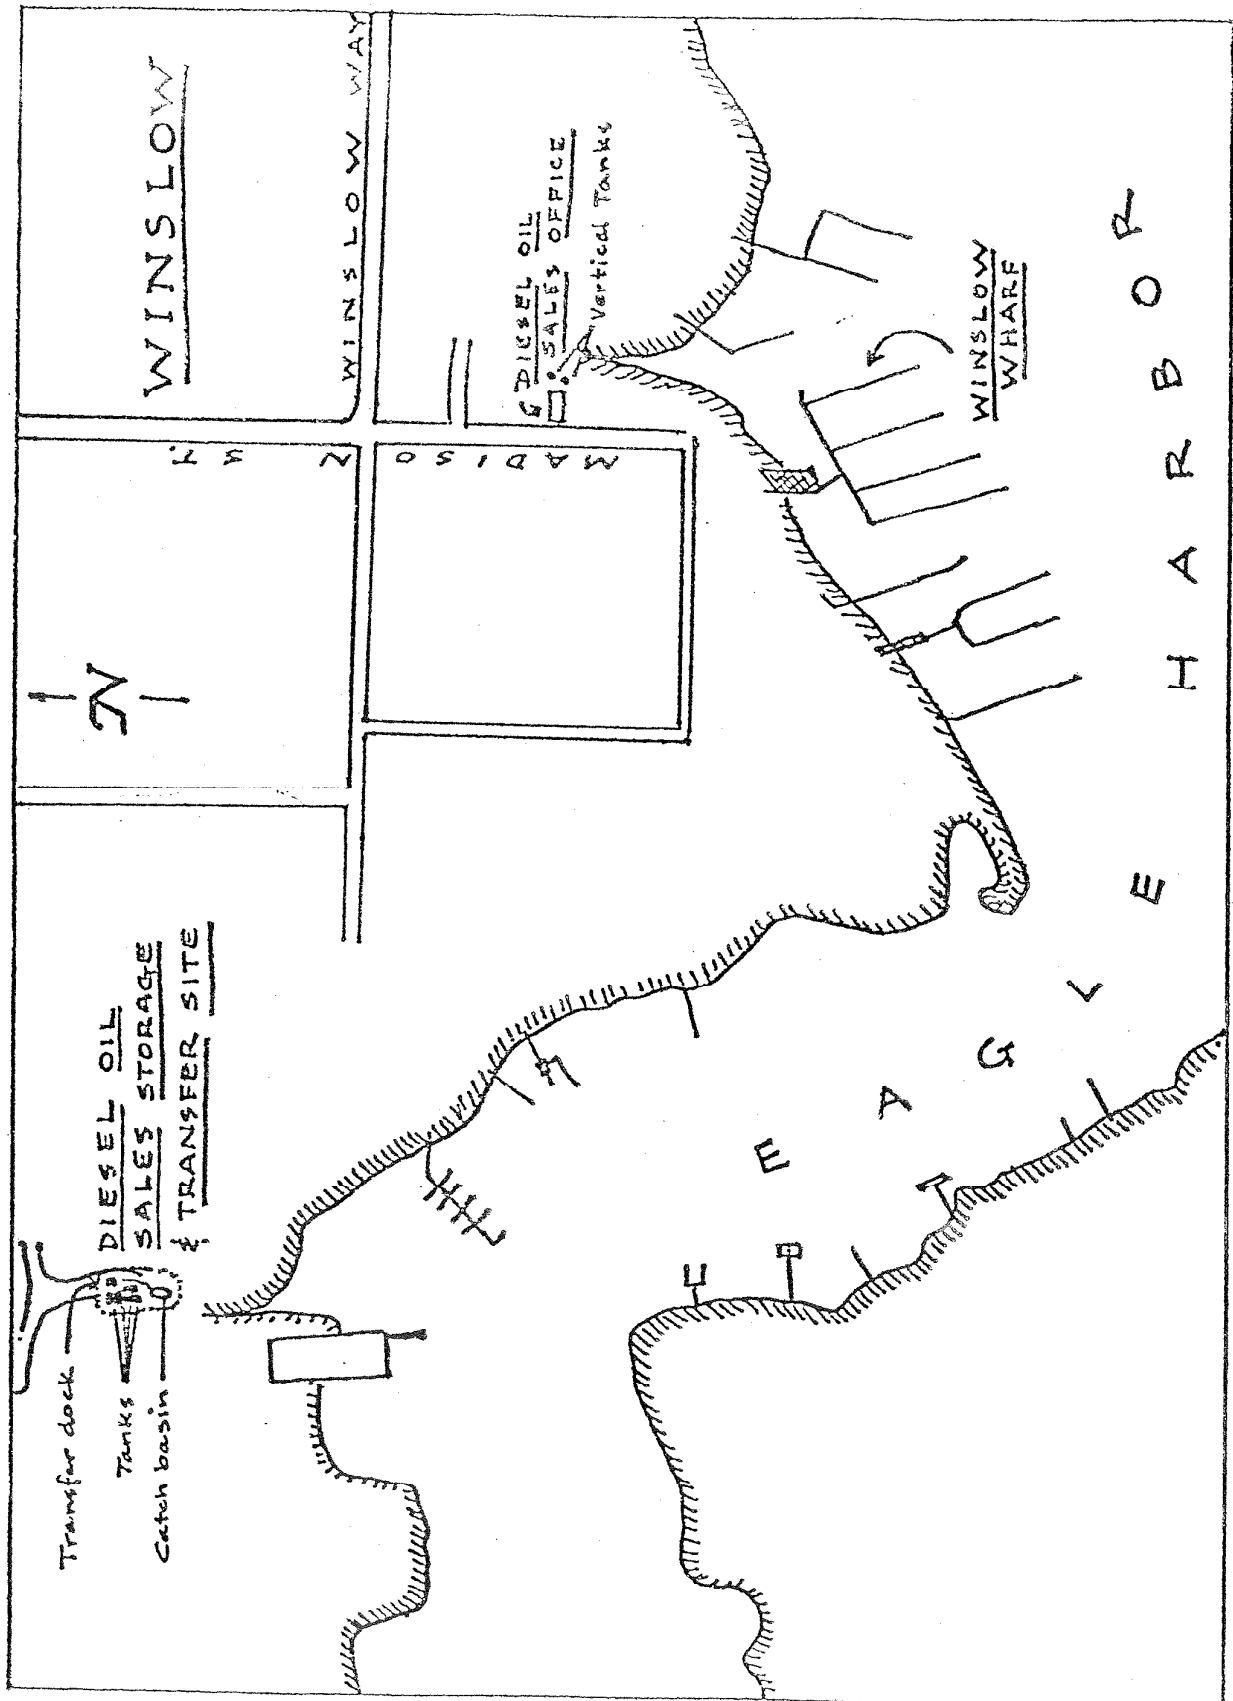 WINSLOW
WINSLOW WAY
MADISON ST.
N
DIESEL OIL
SALES OFFICE
Vertical Tanks
WINSLOW
WHARF
DIESEL OIL
SALES STORAGE
& TRANSFER SITE
Transfer dock
Tanks
Catch basin
EAGLE HARBOR